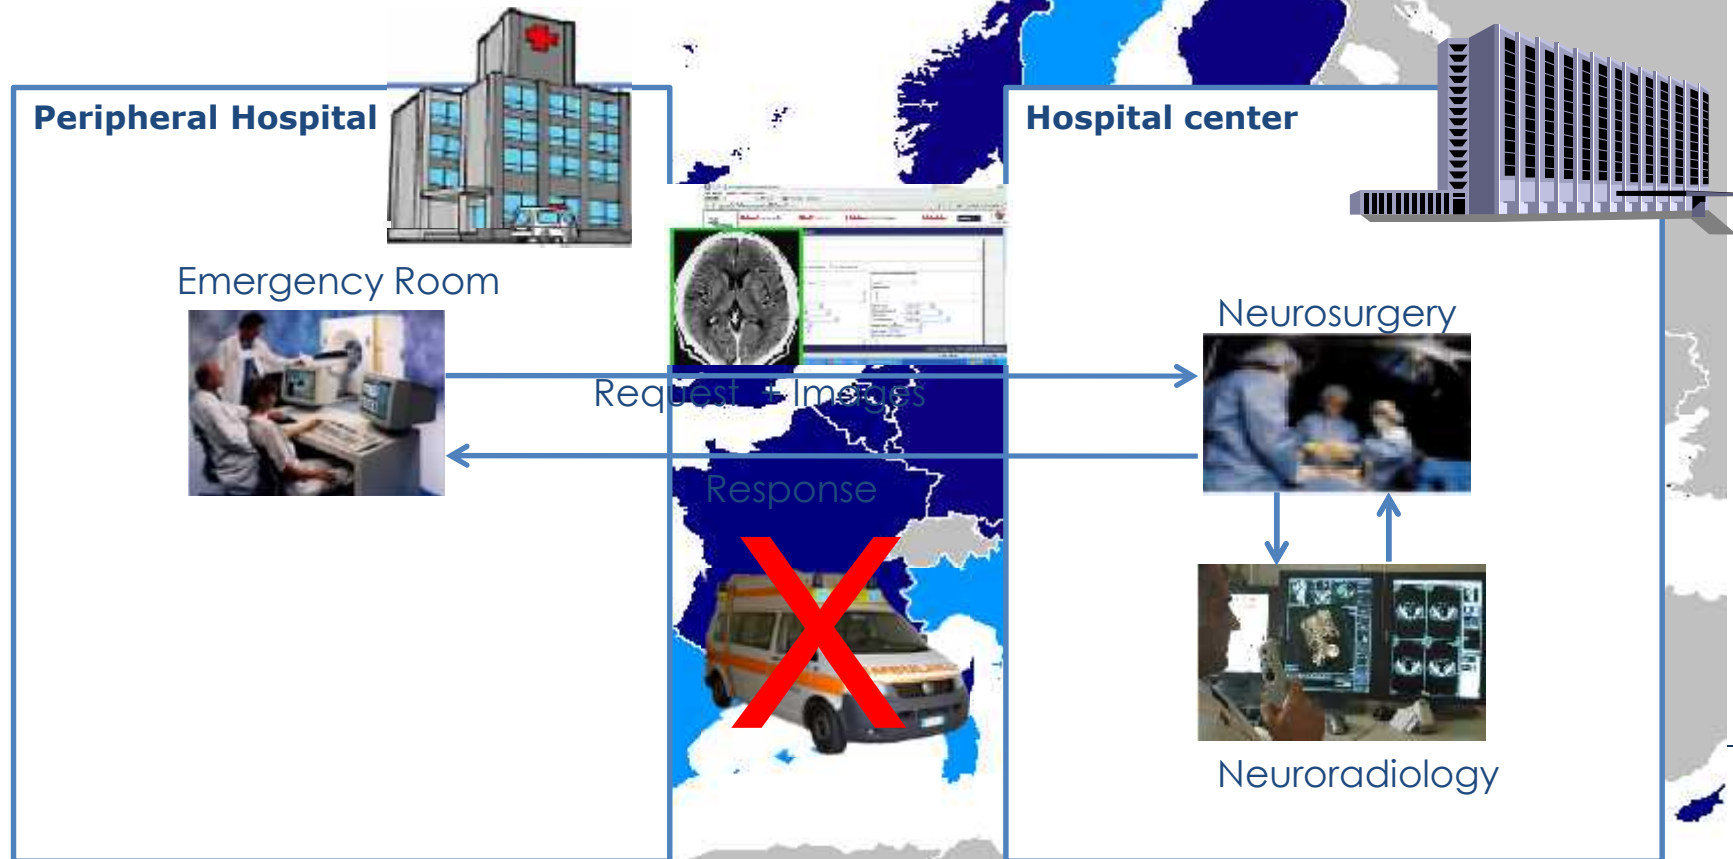 Peripheral Hospital
Hospital center
Emergency Room
Neurosurgery
Request + Images
Response
Neuroradiology